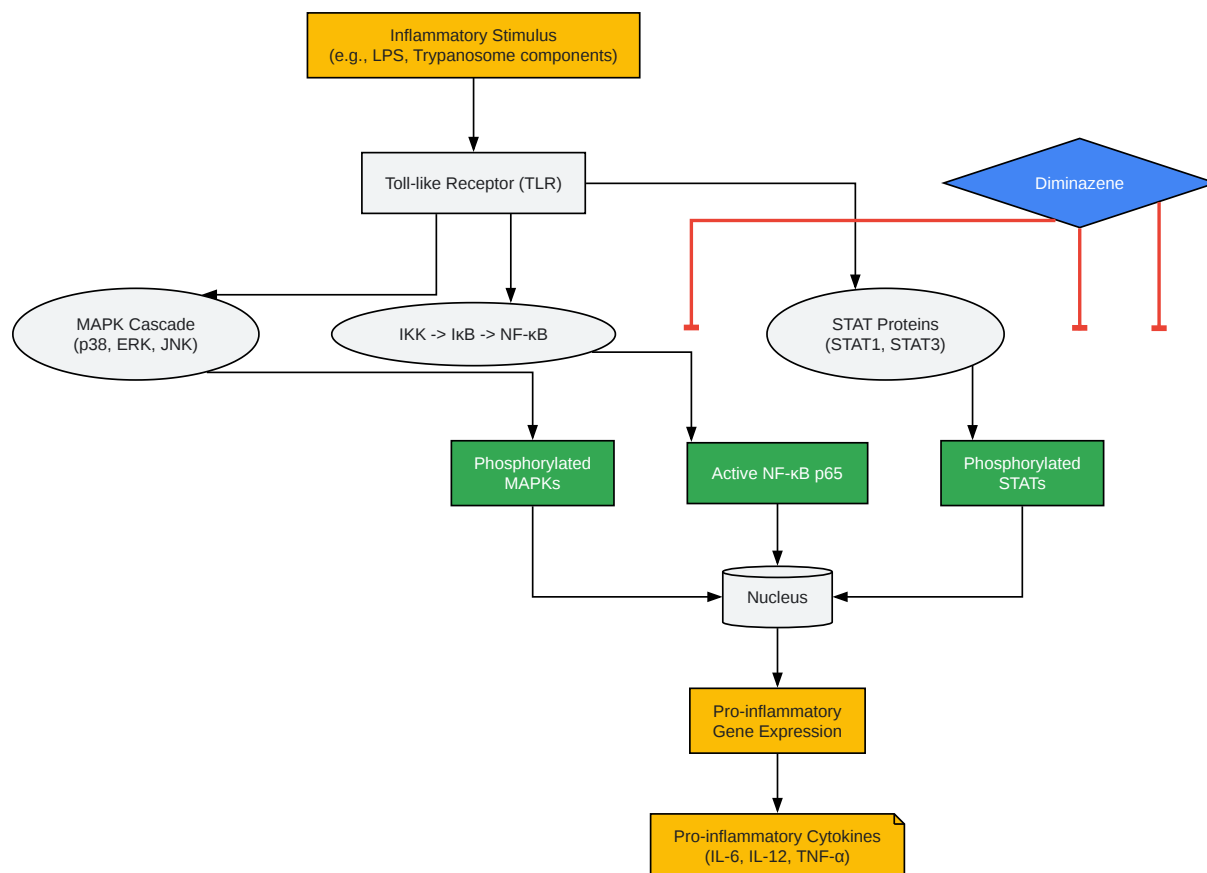 Inflammatory Stimulus
(e.g., LPS, Trypanosome components)
Toll-like Receptor (TLR)
Diminazene
MAPK Cascade
(p38, ERK, JNK)
IKK -> IκB -> NF-κB
STAT Proteins
(STAT1, STAT3)
Phosphorylated
MAPKs
Active NF-κB p65
Phosphorylated
STATs
Nucleus
Pro-inflammatory
Gene Expression
Pro-inflammatory Cytokines
(IL-6, IL-12, TNF-α)